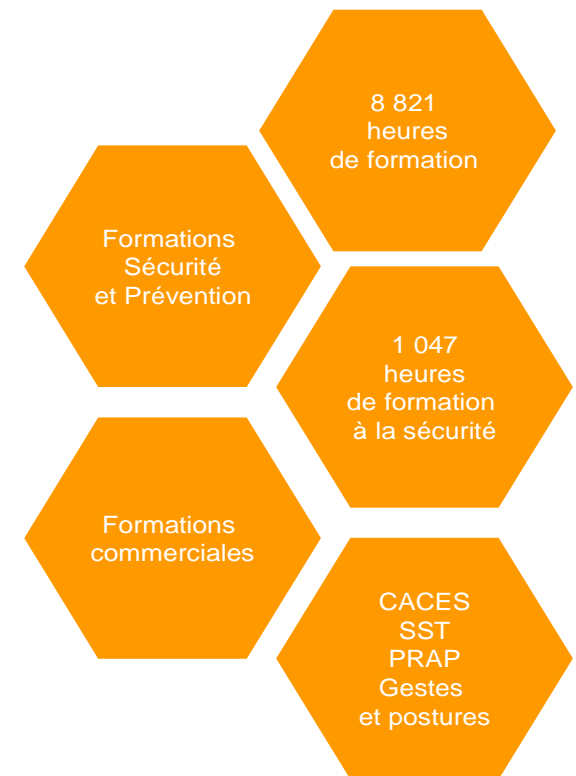 8 821
heures
de formation
Formations
Sécurité
et Prévention
1 047
heures
de formation
à la sécurité
Formations
commerciales
CACES
SST
PRAP
Gestes
et postures